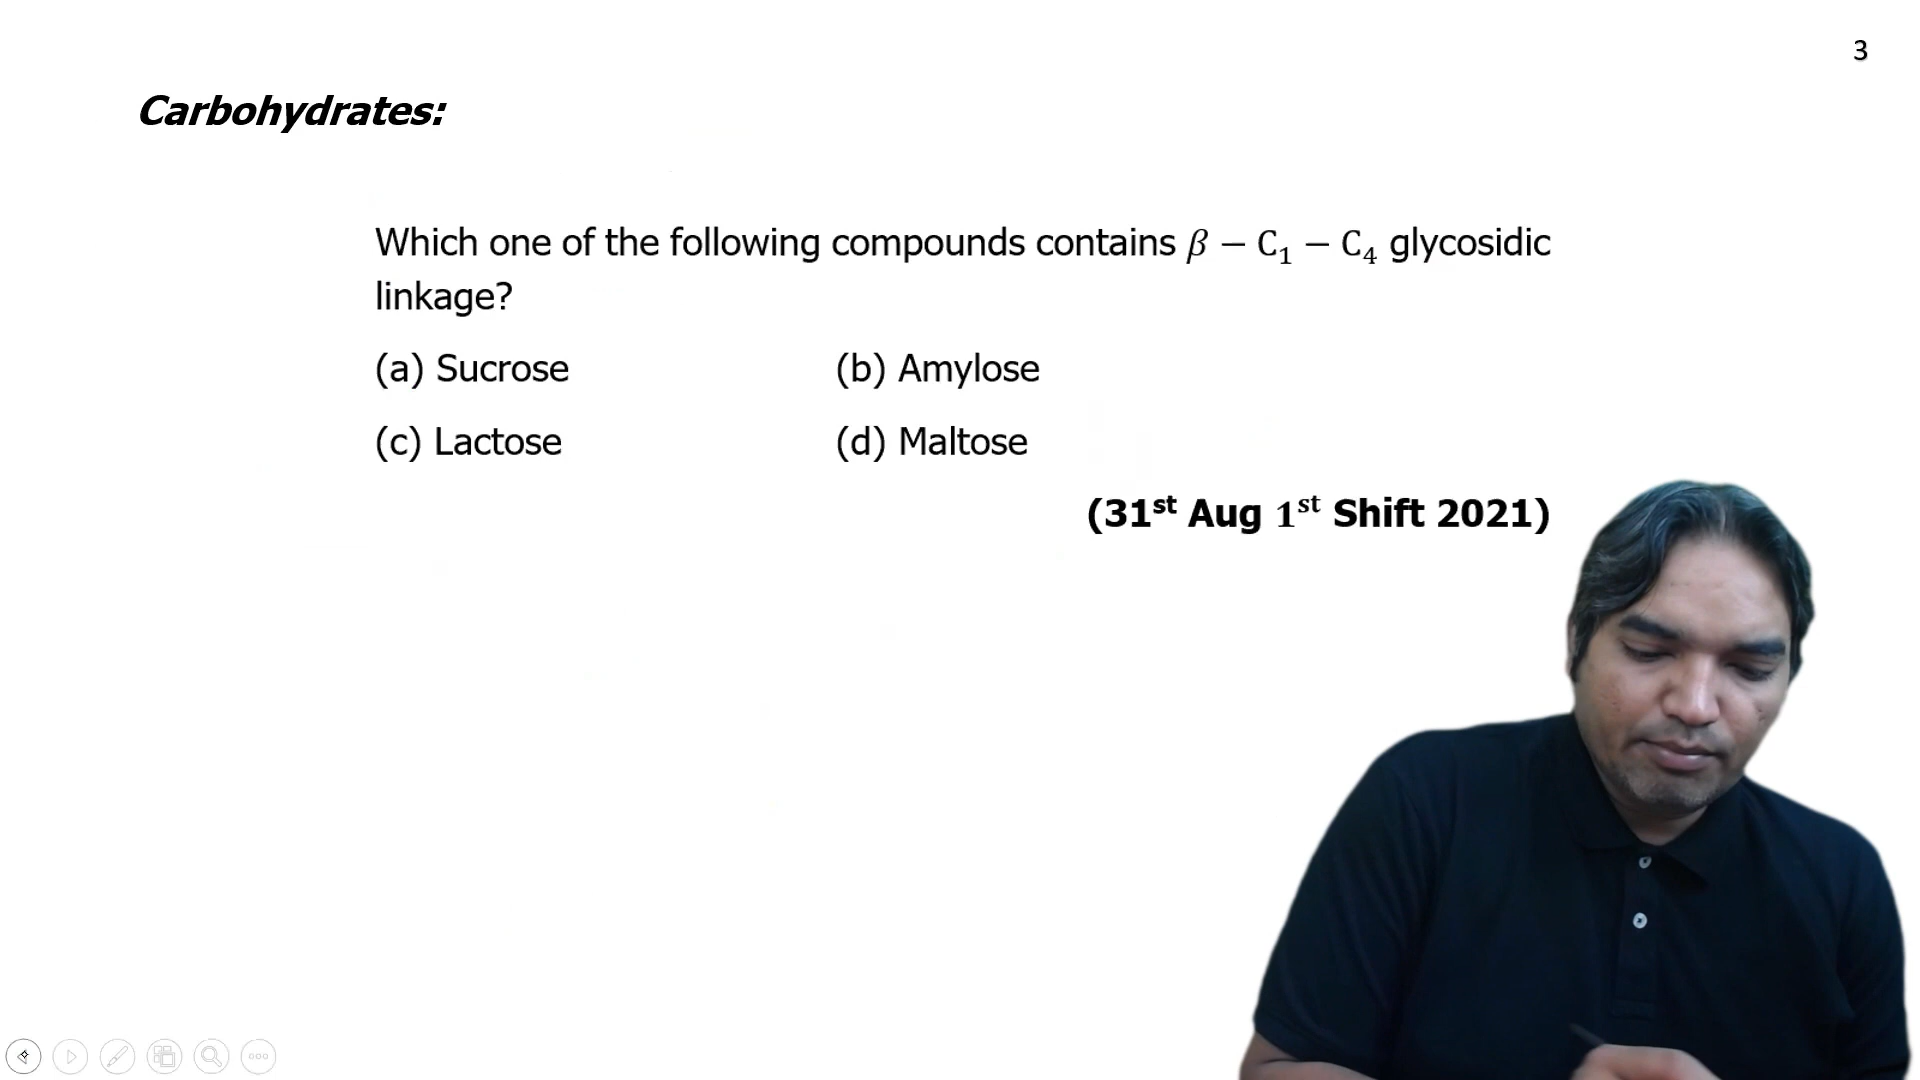 3
Carbohydrates:
Which one of the following compounds contains β − C₁ − C₄ glycosidic
linkage?
(a) Sucrose (b) Amylose
(c) Lactose (d) Maltose
(31ˢᵗ Aug 1ˢᵗ Shift 2021)